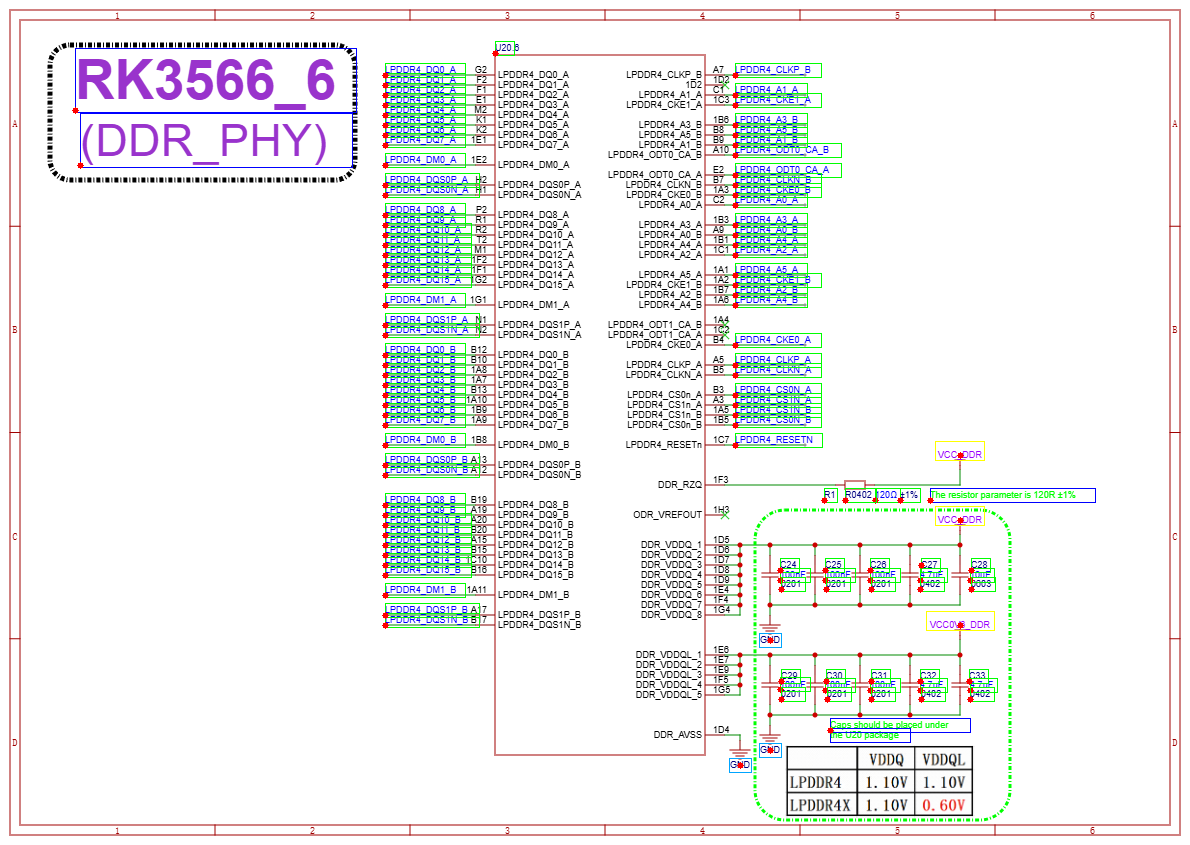 1 2 3 4 5 6
RK3566_6
(DDR_PHY)
U20.6
LPDDR4_DQ0_A G2 LPDDR4_DQ0_A
LPDDR4_DQ1_A F2 LPDDR4_DQ1_A
LPDDR4_DQ2_A F1 LPDDR4_DQ2_A
LPDDR4_DQ3_A E1 LPDDR4_DQ3_A
LPDDR4_DQ4_A M2 LPDDR4_DQ4_A
LPDDR4_DQ5_A K1 LPDDR4_DQ5_A
LPDDR4_DQ6_A K2 LPDDR4_DQ6_A
LPDDR4_DQ7_A 1E1 LPDDR4_DQ7_A
LPDDR4_DM0_A 1E2 LPDDR4_DM0_A
LPDDR4_DQS0P_A H2 LPDDR4_DQS0P_A
LPDDR4_DQS0N_A H1 LPDDR4_DQS0N_A
LPDDR4_DQ8_A P2 LPDDR4_DQ8_A
LPDDR4_DQ9_A R1 LPDDR4_DQ9_A
LPDDR4_DQ10_A R2 LPDDR4_DQ10_A
LPDDR4_DQ11_A T2 LPDDR4_DQ11_A
LPDDR4_DQ12_A M1 LPDDR4_DQ12_A
LPDDR4_DQ13_A 1F2 LPDDR4_DQ13_A
LPDDR4_DQ14_A 1F1 LPDDR4_DQ14_A
LPDDR4_DQ15_A 1G2 LPDDR4_DQ15_A
LPDDR4_DM1_A 1G1 LPDDR4_DM1_A
LPDDR4_DQS1P_A N1 LPDDR4_DQS1P_A
LPDDR4_DQS1N_A N2 LPDDR4_DQS1N_A
LPDDR4_DQ0_B B12 LPDDR4_DQ0_B
LPDDR4_DQ1_B B10 LPDDR4_DQ1_B
LPDDR4_DQ2_B 1A8 LPDDR4_DQ2_B
LPDDR4_DQ3_B 1A7 LPDDR4_DQ3_B
LPDDR4_DQ4_B B13 LPDDR4_DQ4_B
LPDDR4_DQ5_B 1A10 LPDDR4_DQ5_B
LPDDR4_DQ6_B 1B9 LPDDR4_DQ6_B
LPDDR4_DQ7_B 1A9 LPDDR4_DQ7_B
LPDDR4_DM0_B 1B8 LPDDR4_DM0_B
LPDDR4_DQS0P_B A13 LPDDR4_DQS0P_B
LPDDR4_DQS0N_B A12 LPDDR4_DQS0N_B
LPDDR4_DQ8_B B19 LPDDR4_DQ8_B
LPDDR4_DQ9_B A19 LPDDR4_DQ9_B
LPDDR4_DQ10_B A20 LPDDR4_DQ10_B
LPDDR4_DQ11_B B20 LPDDR4_DQ11_B
LPDDR4_DQ12_B A15 LPDDR4_DQ12_B
LPDDR4_DQ13_B B15 LPDDR4_DQ13_B
LPDDR4_DQ14_B 1C10 LPDDR4_DQ14_B
LPDDR4_DQ15_B B16 LPDDR4_DQ15_B
LPDDR4_DM1_B 1A11 LPDDR4_DM1_B
LPDDR4_DQS1P_B A17 LPDDR4_DQS1P_B
LPDDR4_DQS1N_B B17 LPDDR4_DQS1N_B
LPDDR4_CLKP_B A7 LPDDR4_CLKP_B
1D2 1D2
LPDDR4_A1_A C1 LPDDR4_A1_A
LPDDR4_CKE1_A 1C3 LPDDR4_CKE1_A
LPDDR4_A3_B 1B6 LPDDR4_A3_B
LPDDR4_A5_B B8 LPDDR4_A5_B
LPDDR4_A1_B B9 LPDDR4_A1_B
LPDDR4_ODT0_CA_B A10 LPDDR4_ODT0_CA_B
LPDDR4_ODT0_CA_A E2 LPDDR4_ODT0_CA_A
LPDDR4_CLKN_B B7 LPDDR4_CLKN_B
LPDDR4_CKE0_B 1A3 LPDDR4_CKE0_B
LPDDR4_A0_A C2 LPDDR4_A0_A
LPDDR4_A3_A 1B3 LPDDR4_A3_A
LPDDR4_A0_B A9 LPDDR4_A0_B
LPDDR4_A4_A 1B1 LPDDR4_A4_A
LPDDR4_A2_A 1C1 LPDDR4_A2_A
LPDDR4_A5_A 1A1 LPDDR4_A5_A
LPDDR4_CKE1_B 1A2 LPDDR4_CKE1_B
LPDDR4_A2_B 1B7 LPDDR4_A2_B
LPDDR4_A4_B 1A6 LPDDR4_A4_B
LPDDR4_ODT1_CA_B 1A4
LPDDR4_ODT1_CA_A 1C2
LPDDR4_CKE0_A B4 LPDDR4_CKE0_A
LPDDR4_CLKP_A A5 LPDDR4_CLKP_A
LPDDR4_CLKN_A B5 LPDDR4_CLKN_A
LPDDR4_CS0n_A B3 LPDDR4_CS0N_A
LPDDR4_CS1n_A A3 LPDDR4_CS1N_A
LPDDR4_CS1n_B 1A5 LPDDR4_CS1N_B
LPDDR4_CS0n_B 1B5 LPDDR4_CS0N_B
LPDDR4_RESETn 1C7 LPDDR4_RESETN
VCC_DDR
DDR_RZQ 1F3
R1 R0402 120Ω ±1% The resistor parameter is 120R ±1%
ODR_VREFOUT 1H3
VCC_DDR
DDR_VDDQ_1 1D5
DDR_VDDQ_2 1D6
DDR_VDDQ_3 1D7
DDR_VDDQ_4 1D8
DDR_VDDQ_5 1D9
DDR_VDDQ_6 1E4
DDR_VDDQ_7 1F4
DDR_VDDQ_8 1G4
C24 C25 C26 C27 C28
100nF 100nF 100nF 4.7uF 10uF
0201 0201 0201 0402 0603
GND
VCC0V6_DDR
DDR_VDDQL_1 1E6
DDR_VDDQL_2 1E7
DDR_VDDQL_3 1E9
DDR_VDDQL_4 1F5
DDR_VDDQL_5 1G5
C29 C30 C31 C32 C33
100nF 100nF 100nF 4.7uF 4.7uF
0201 0201 0201 0402 0402
GND
Caps should be placed under
the U20 package
DDR_AVSS 1D4
GND
VDDQ VDDQL
LPDDR4 1.10V 1.10V
LPDDR4X 1.10V 0.60V
A A
B B
C C
D D
1 2 3 4 5 6